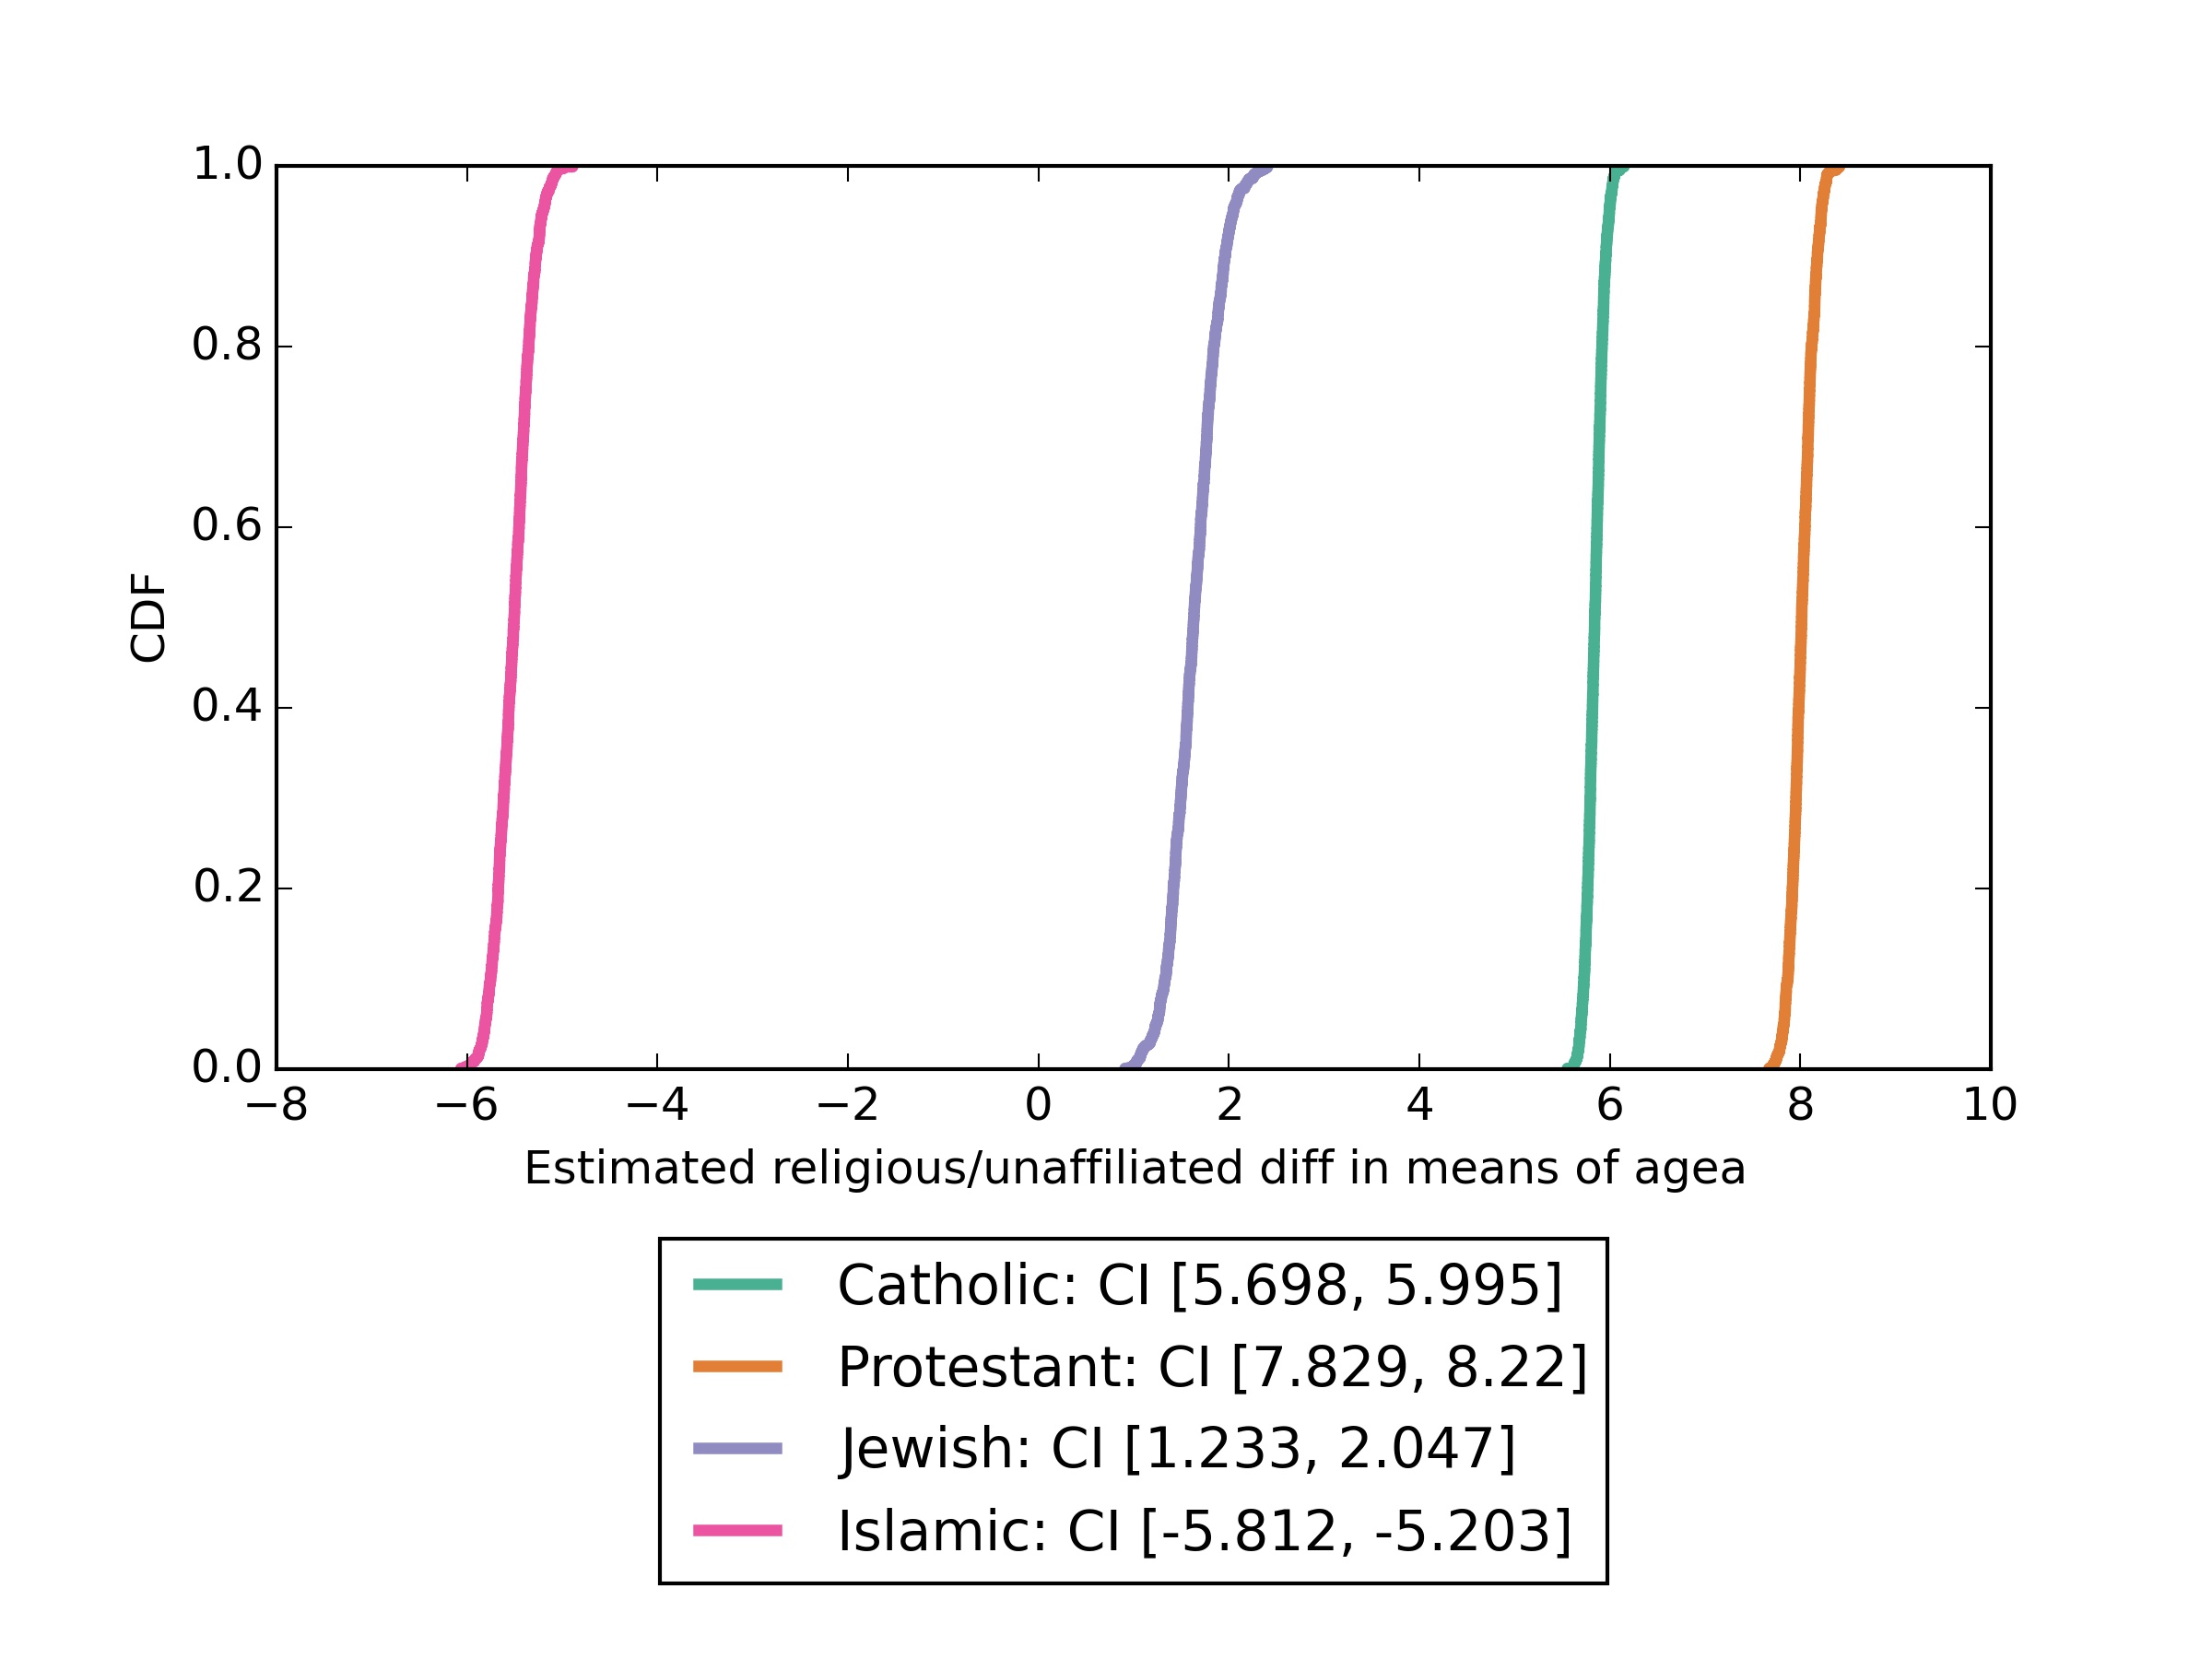 1.0
0.8
0.6
0.4
0.2
0.0
CDF
−8 −6 −4 −2 0 2 4 6 8 10
Estimated religious/unaffiliated diff in means of agea
Catholic: CI [5.698, 5.995]
Protestant: CI [7.829, 8.22]
Jewish: CI [1.233, 2.047]
Islamic: CI [-5.812, -5.203]